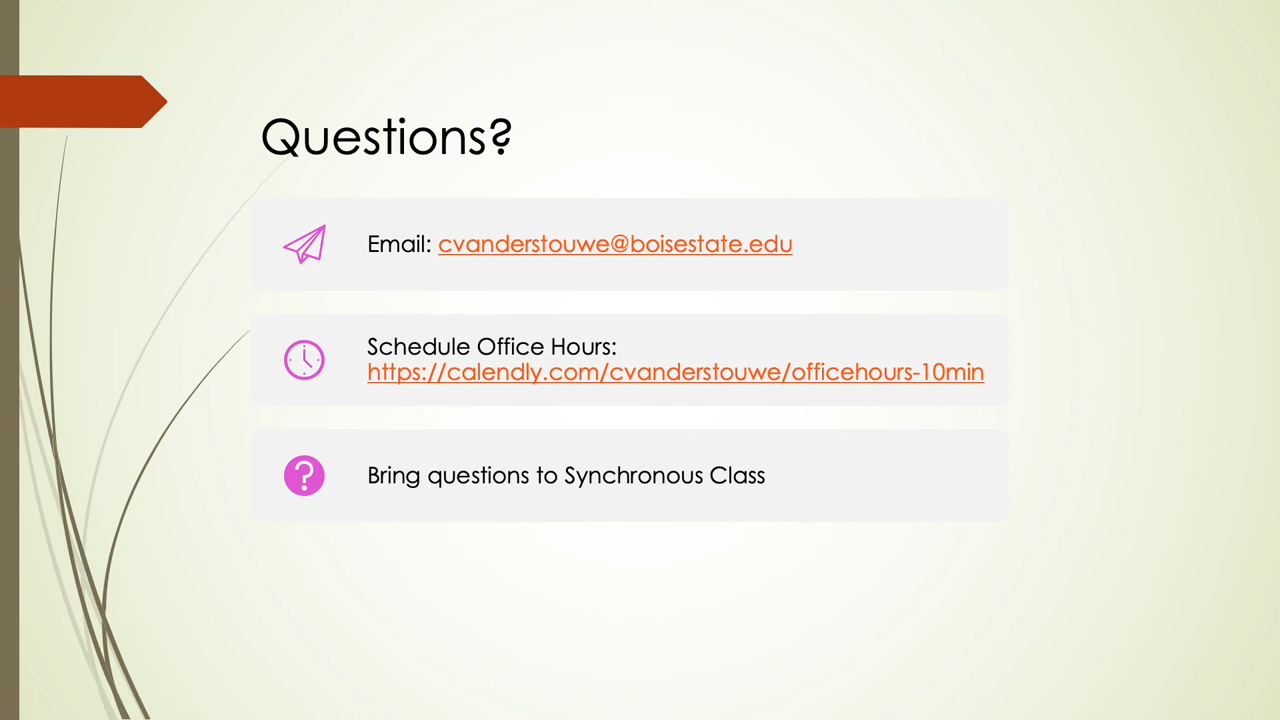 Questions?
Email: cvanderstouwe@boisestate.edu
Schedule Office Hours:
https://calendly.com/cvanderstouwe/officehours-10min
Bring questions to Synchronous Class